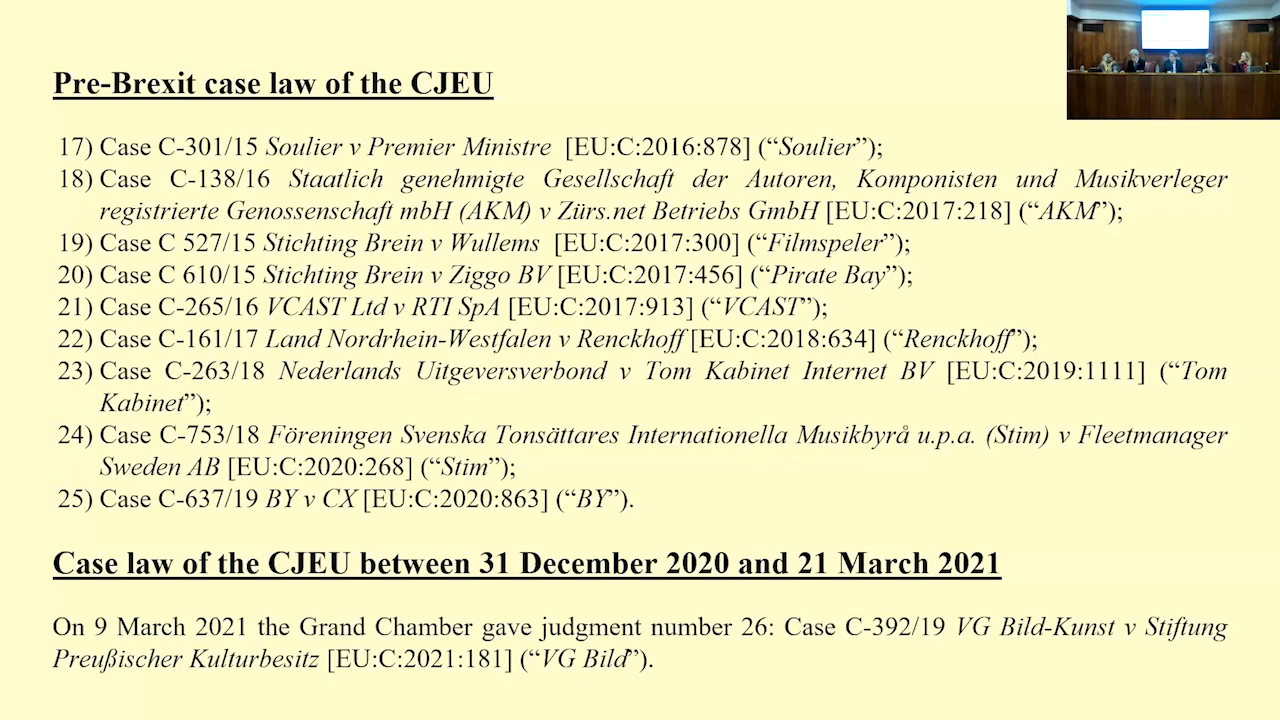 Pre-Brexit case law of the CJEU
17) Case C-301/15 Soulier v Premier Ministre [EU:C:2016:878] (“Soulier”);
18) Case C-138/16 Staatlich genehmigte Gesellschaft der Autoren, Komponisten und Musikverleger
registrierte Genossenschaft mbH (AKM) v Zürs.net Betriebs GmbH [EU:C:2017:218] (“AKM”);
19) Case C 527/15 Stichting Brein v Wullems [EU:C:2017:300] (“Filmspeler”);
20) Case C 610/15 Stichting Brein v Ziggo BV [EU:C:2017:456] (“Pirate Bay”);
21) Case C-265/16 VCAST Ltd v RTI SpA [EU:C:2017:913] (“VCAST”);
22) Case C-161/17 Land Nordrhein-Westfalen v Renckhoff [EU:C:2018:634] (“Renckhoff”);
23) Case C-263/18 Nederlands Uitgeversverbond v Tom Kabinet Internet BV [EU:C:2019:1111] (“Tom
Kabinet”);
24) Case C-753/18 Föreningen Svenska Tonsättares Internationella Musikbyrå u.p.a. (Stim) v Fleetmanager
Sweden AB [EU:C:2020:268] (“Stim”);
25) Case C-637/19 BY v CX [EU:C:2020:863] (“BY”).
Case law of the CJEU between 31 December 2020 and 21 March 2021
On 9 March 2021 the Grand Chamber gave judgment number 26: Case C-392/19 VG Bild-Kunst v Stiftung
Preußischer Kulturbesitz [EU:C:2021:181] (“VG Bild”).